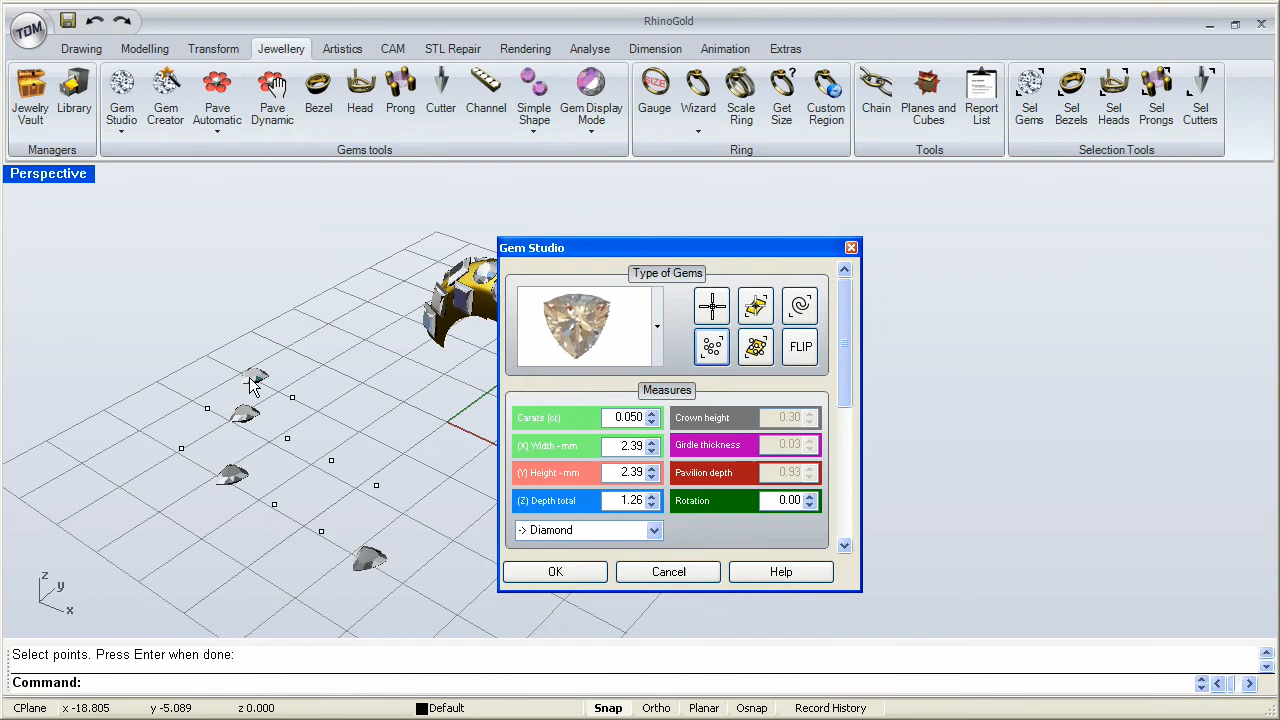 TDM
RhinoGold
Drawing Modelling Transform Jewellery Artistics CAM STL Repair Rendering Analyse Dimension Animation Extras
Jewelry Vault
Library
Gem Studio
Gem Creator
Pave Automatic
Pave Dynamic
Bezel
Head
Prong
Cutter
Channel
Simple Shape
Gem Display Mode
SIZE
Gauge
Wizard
Scale Ring
?
Get Size
Custom Region
Chain
Planes and Cubes
Report List
Sel Gems
Sel Bezels
Sel Heads
Sel Prongs
Sel Cutters
Managers Gems tools Ring Tools Selection Tools
Perspective
Gem Studio
Type of Gems
FLIP
Measures
Carats (ct) 0.050 Crown height 0.30
(X) Width - mm 2.39 Girdle thickness 0.03
(Y) Height - mm 2.39 Pavilion depth 0.93
(Z) Depth total 1.26 Rotation 0.00
-> Diamond
OK Cancel Help
z
y
x
Select points. Press Enter when done:
Command:
CPlane x -18.805 y -5.089 z 0.000 Default Snap Ortho Planar Osnap Record History